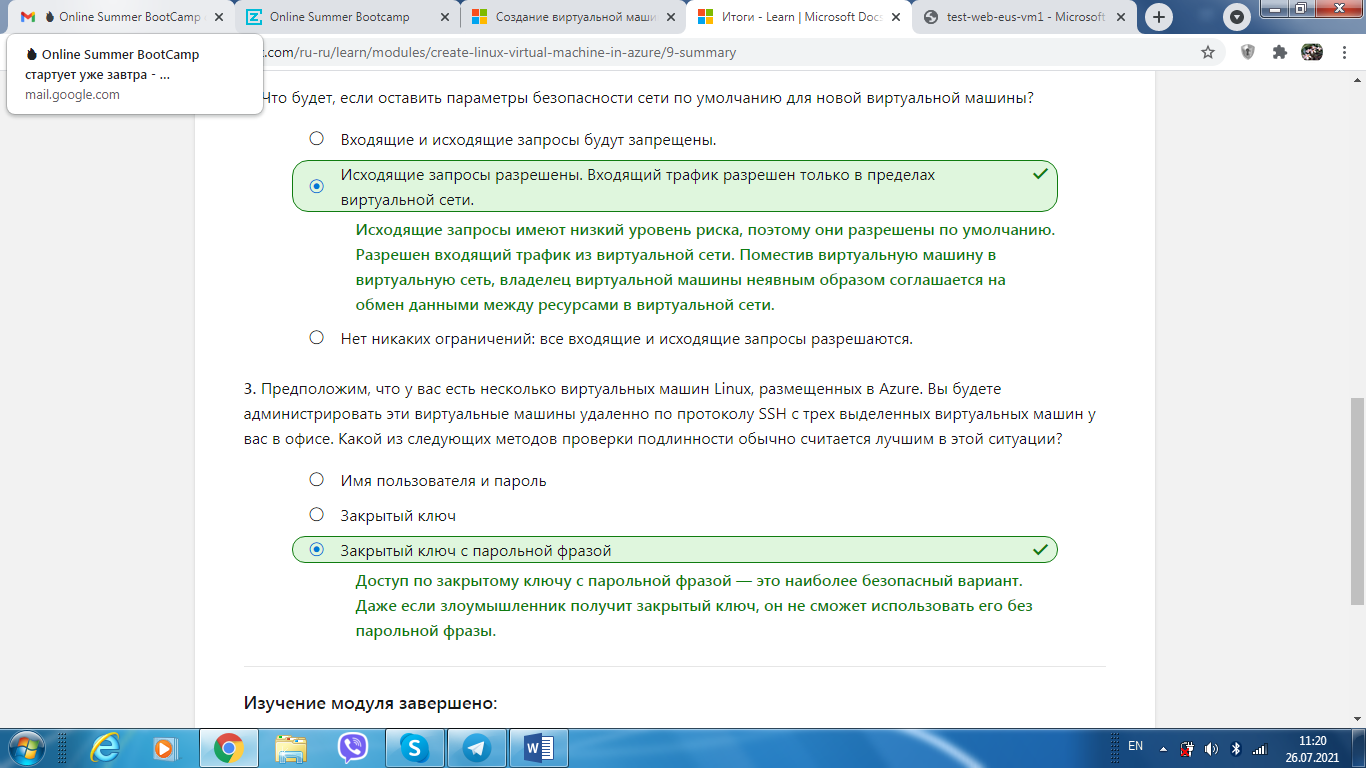 Online Summer BootCamp
Online Summer Bootcamp
Создание виртуальной маши
Итоги - Learn | Microsoft Docs
test-web-eus-vm1 - Microsoft
Online Summer BootCamp
стартует уже завтра - ...
mail.google.com
.com/ru-ru/learn/modules/create-linux-virtual-machine-in-azure/9-summary
Что будет, если оставить параметры безопасности сети по умолчанию для новой виртуальной машины?
Входящие и исходящие запросы будут запрещены.
Исходящие запросы разрешены. Входящий трафик разрешен только в пределах
виртуальной сети.
Исходящие запросы имеют низкий уровень риска, поэтому они разрешены по умолчанию.
Разрешен входящий трафик из виртуальной сети. Поместив виртуальную машину в
виртуальную сеть, владелец виртуальной машины неявным образом соглашается на
обмен данными между ресурсами в виртуальной сети.
Нет никаких ограничений: все входящие и исходящие запросы разрешаются.
3. Предположим, что у вас есть несколько виртуальных машин Linux, размещенных в Azure. Вы будете
администрировать эти виртуальные машины удаленно по протоколу SSH с трех выделенных виртуальных машин у
вас в офисе. Какой из следующих методов проверки подлинности обычно считается лучшим в этой ситуации?
Имя пользователя и пароль
Закрытый ключ
Закрытый ключ с парольной фразой
Доступ по закрытому ключу с парольной фразой — это наиболее безопасный вариант.
Даже если злоумышленник получит закрытый ключ, он не сможет использовать его без
парольной фразы.
Изучение модуля завершено:
EN
11:20
26.07.2021